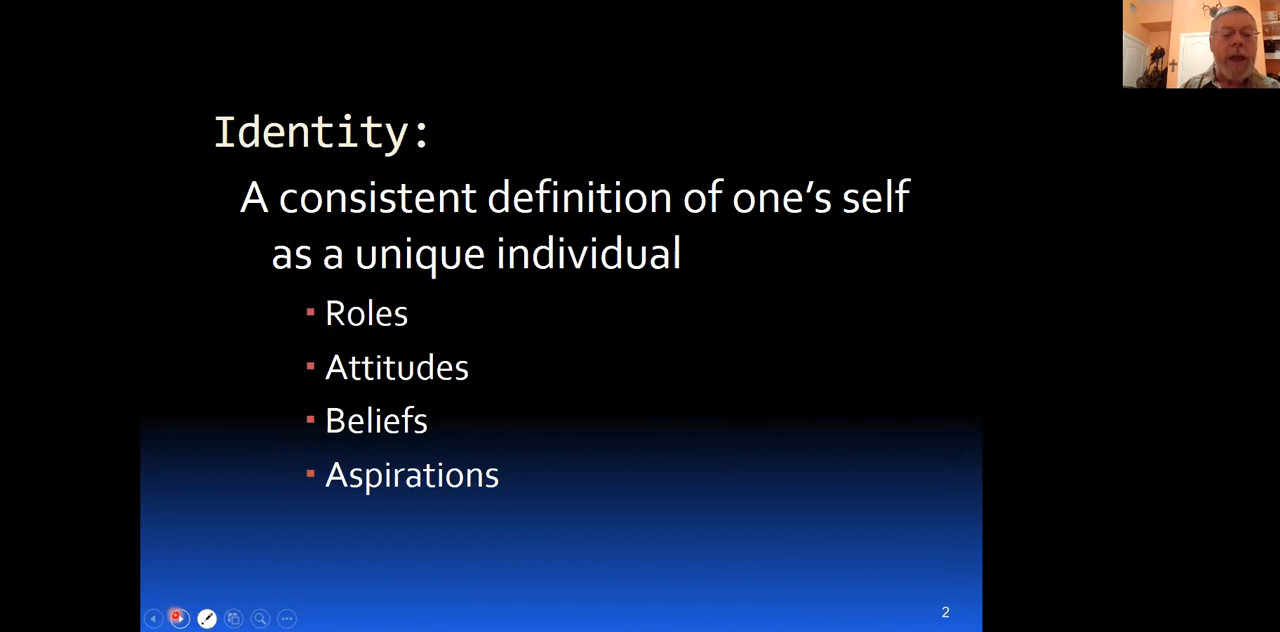 Identity:
A consistent definition of one’s self
as a unique individual
▪ Roles
▪ Attitudes
▪ Beliefs
▪ Aspirations
2